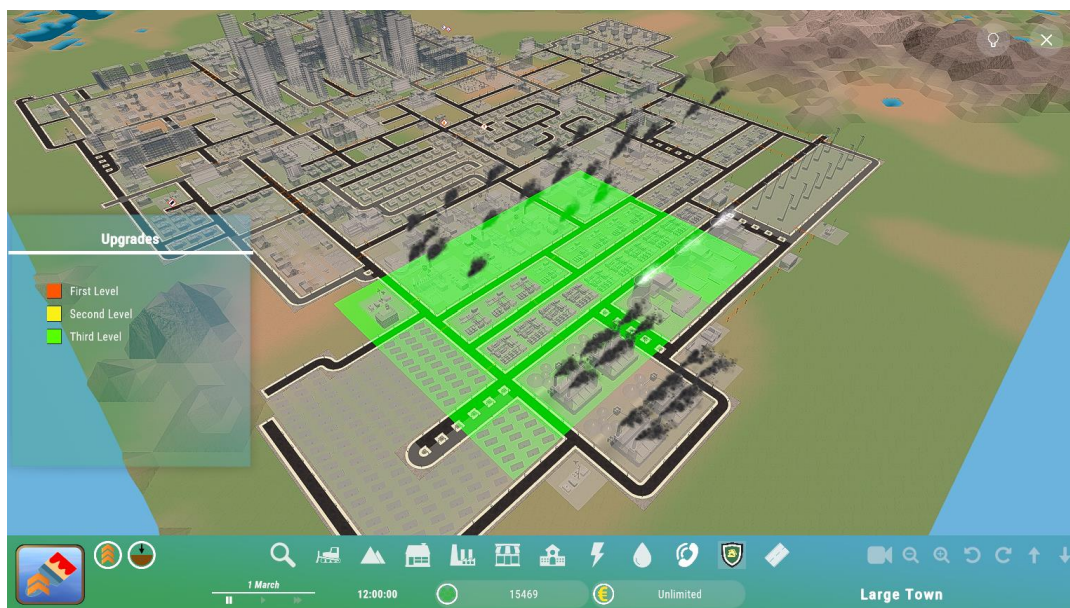 Upgrades
First Level
Second Level
Third Level
1 March
12:00:00
15469
€
Unlimited
Large Town